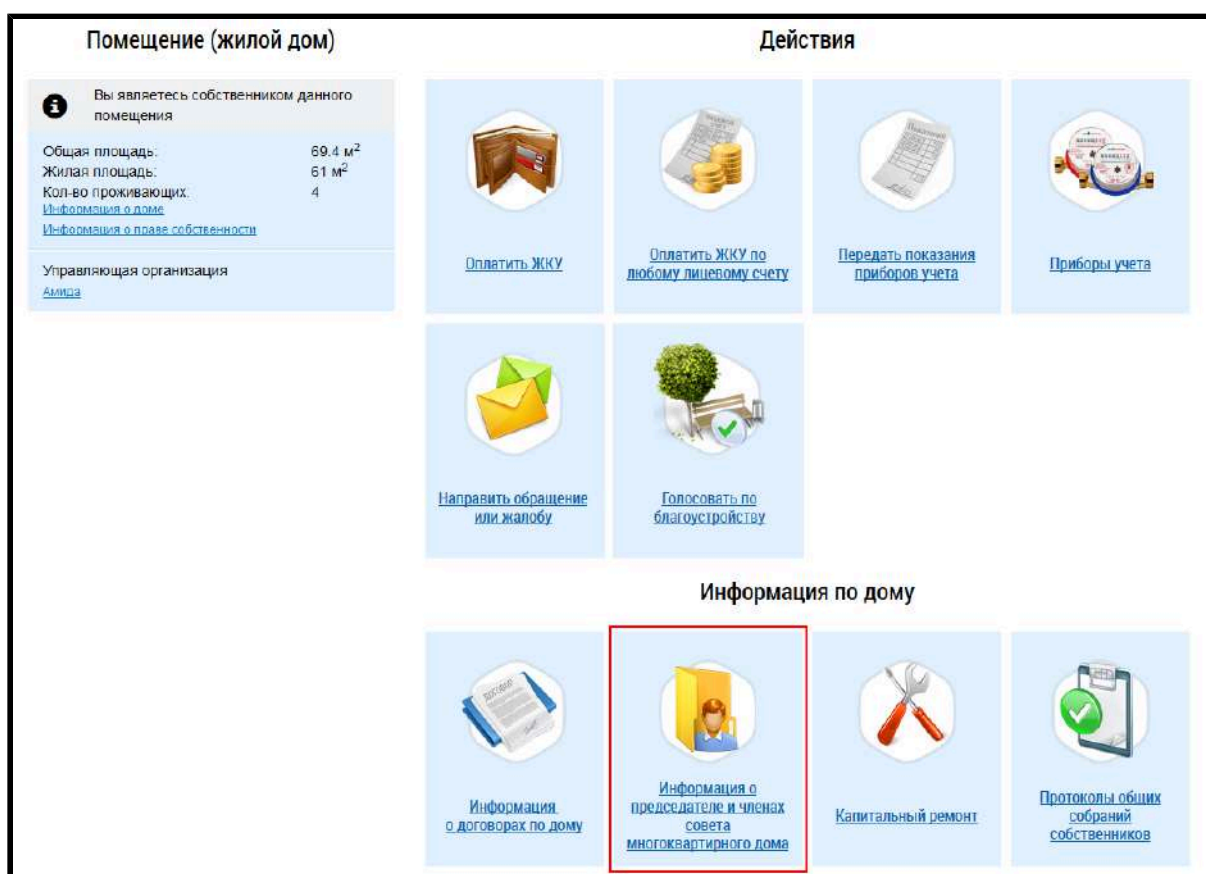 Помещение (жилой дом)
Вы являетесь собственником данного
помещения
Общая площадь: 69.4 м²
Жилая площадь: 61 м²
Кол-во проживающих: 4
Информация о доме
Информация о праве собственности
Управляющая организация
Амида
Действия
Оплатить ЖКУ
Оплатить ЖКУ по
любому лицевому счету
Передать показания
приборов учета
Приборы учета
Направить обращение
или жалобу
Голосовать по
благоустройству
Информация по дому
Информация
о договорах по дому
Информация о
председателе и членах
совета
многоквартирного дома
Капитальный ремонт
Протоколы общих
собраний
собственников